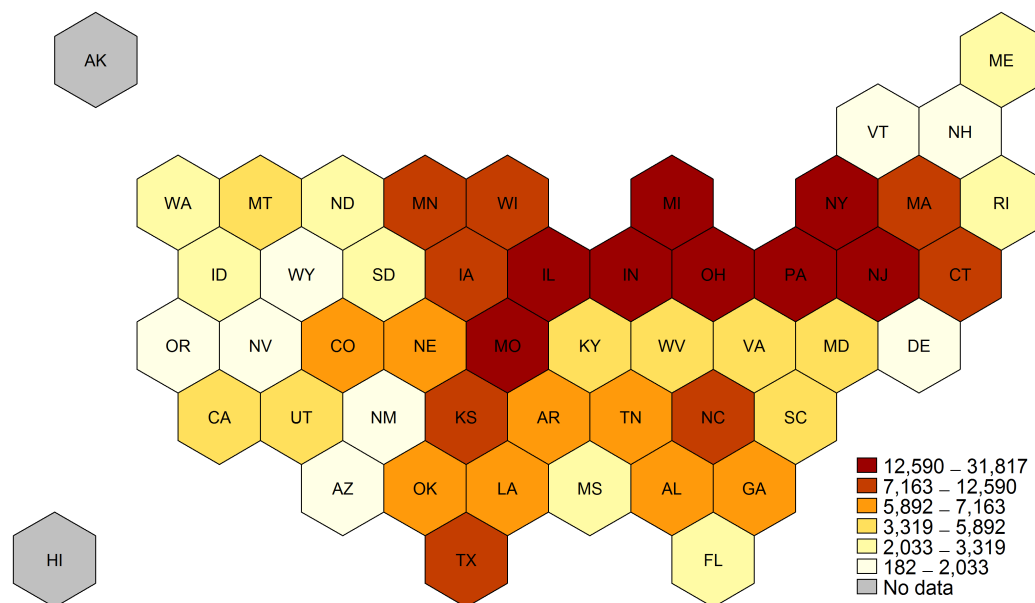 AK
ME
VT NH
WA MT ND MN WI MI NY MA RI
ID WY SD IA IL IN OH PA NJ CT
OR NV CO NE MO KY WV VA MD DE
CA UT NM KS AR TN NC SC
AZ OK LA MS AL GA
HI TX FL
12,590 – 31,817
7,163 – 12,590
5,892 – 7,163
3,319 – 5,892
2,033 – 3,319
182 – 2,033
No data